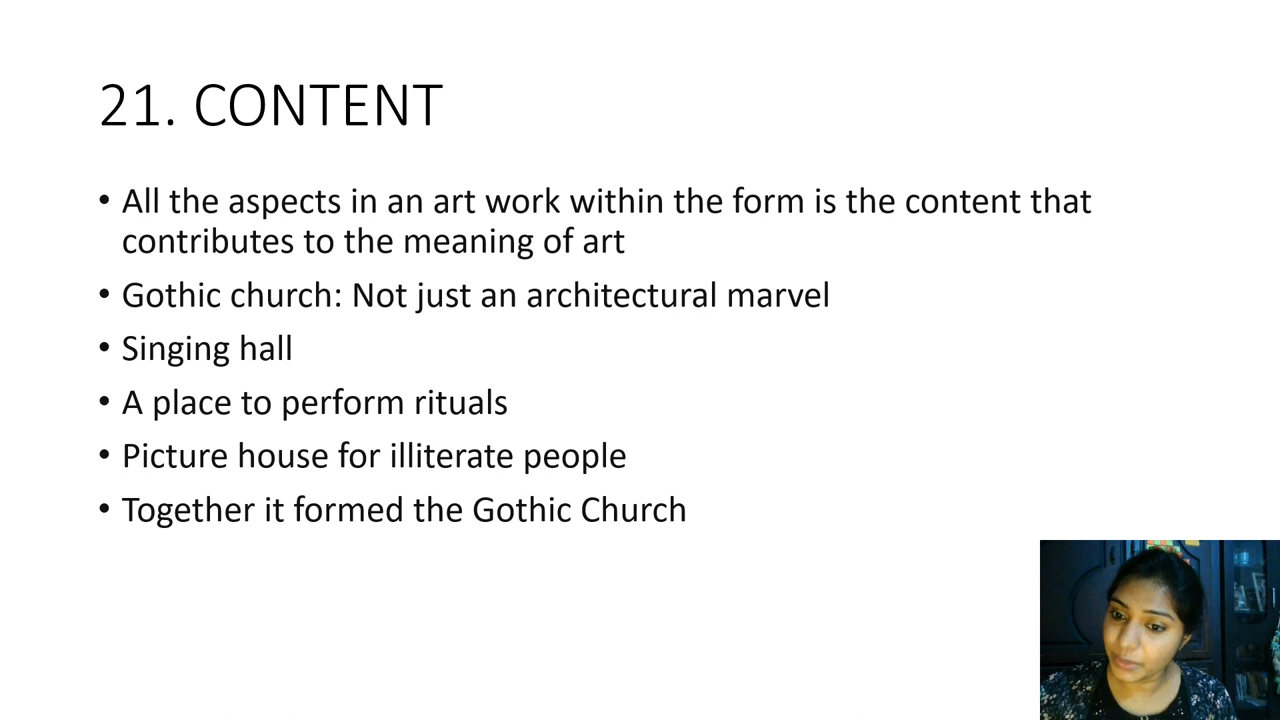 21. CONTENT
• All the aspects in an art work within the form is the content that
contributes to the meaning of art
• Gothic church: Not just an architectural marvel
• Singing hall
• A place to perform rituals
• Picture house for illiterate people
• Together it formed the Gothic Church